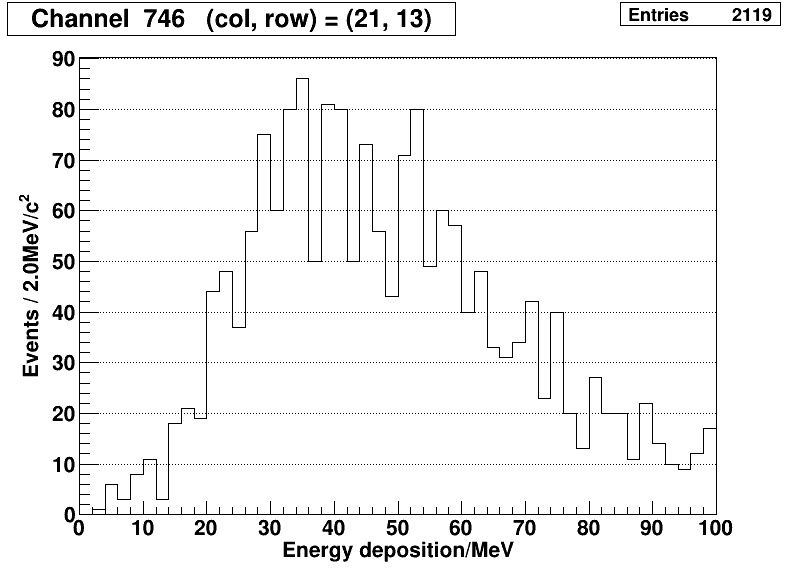 Channel 746 (col, row) = (21, 13)
Entries 2119
90
80
70
60
50
40
30
20
10
0
Events / 2.0MeV/c²
0 10 20 30 40 50 60 70 80 90 100
Energy deposition/MeV